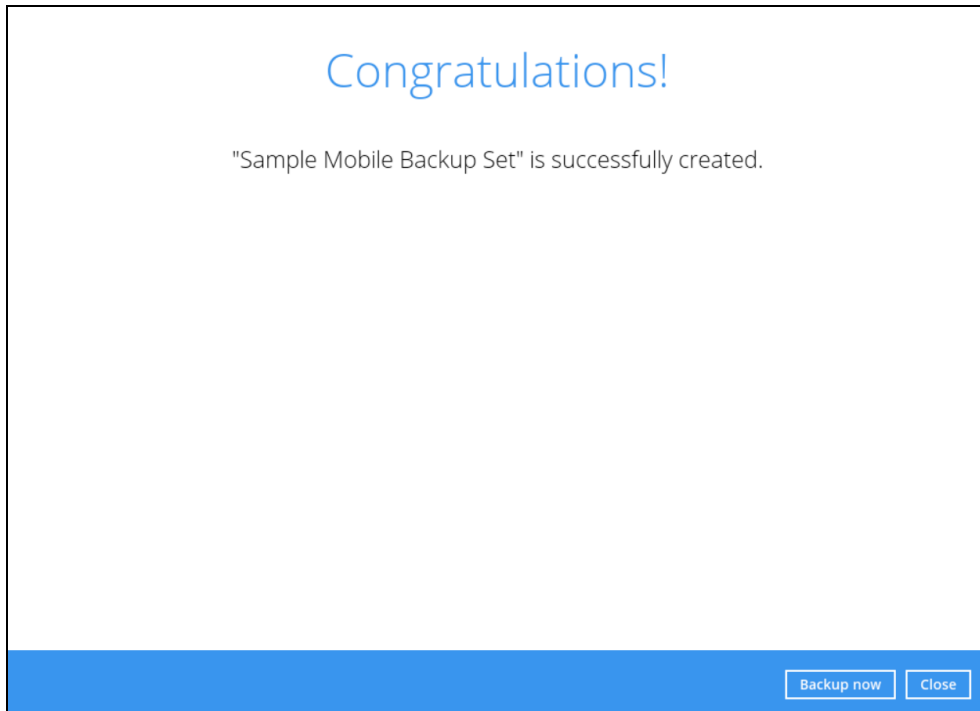 Congratulations!
"Sample Mobile Backup Set" is successfully created.
Backup now
Close